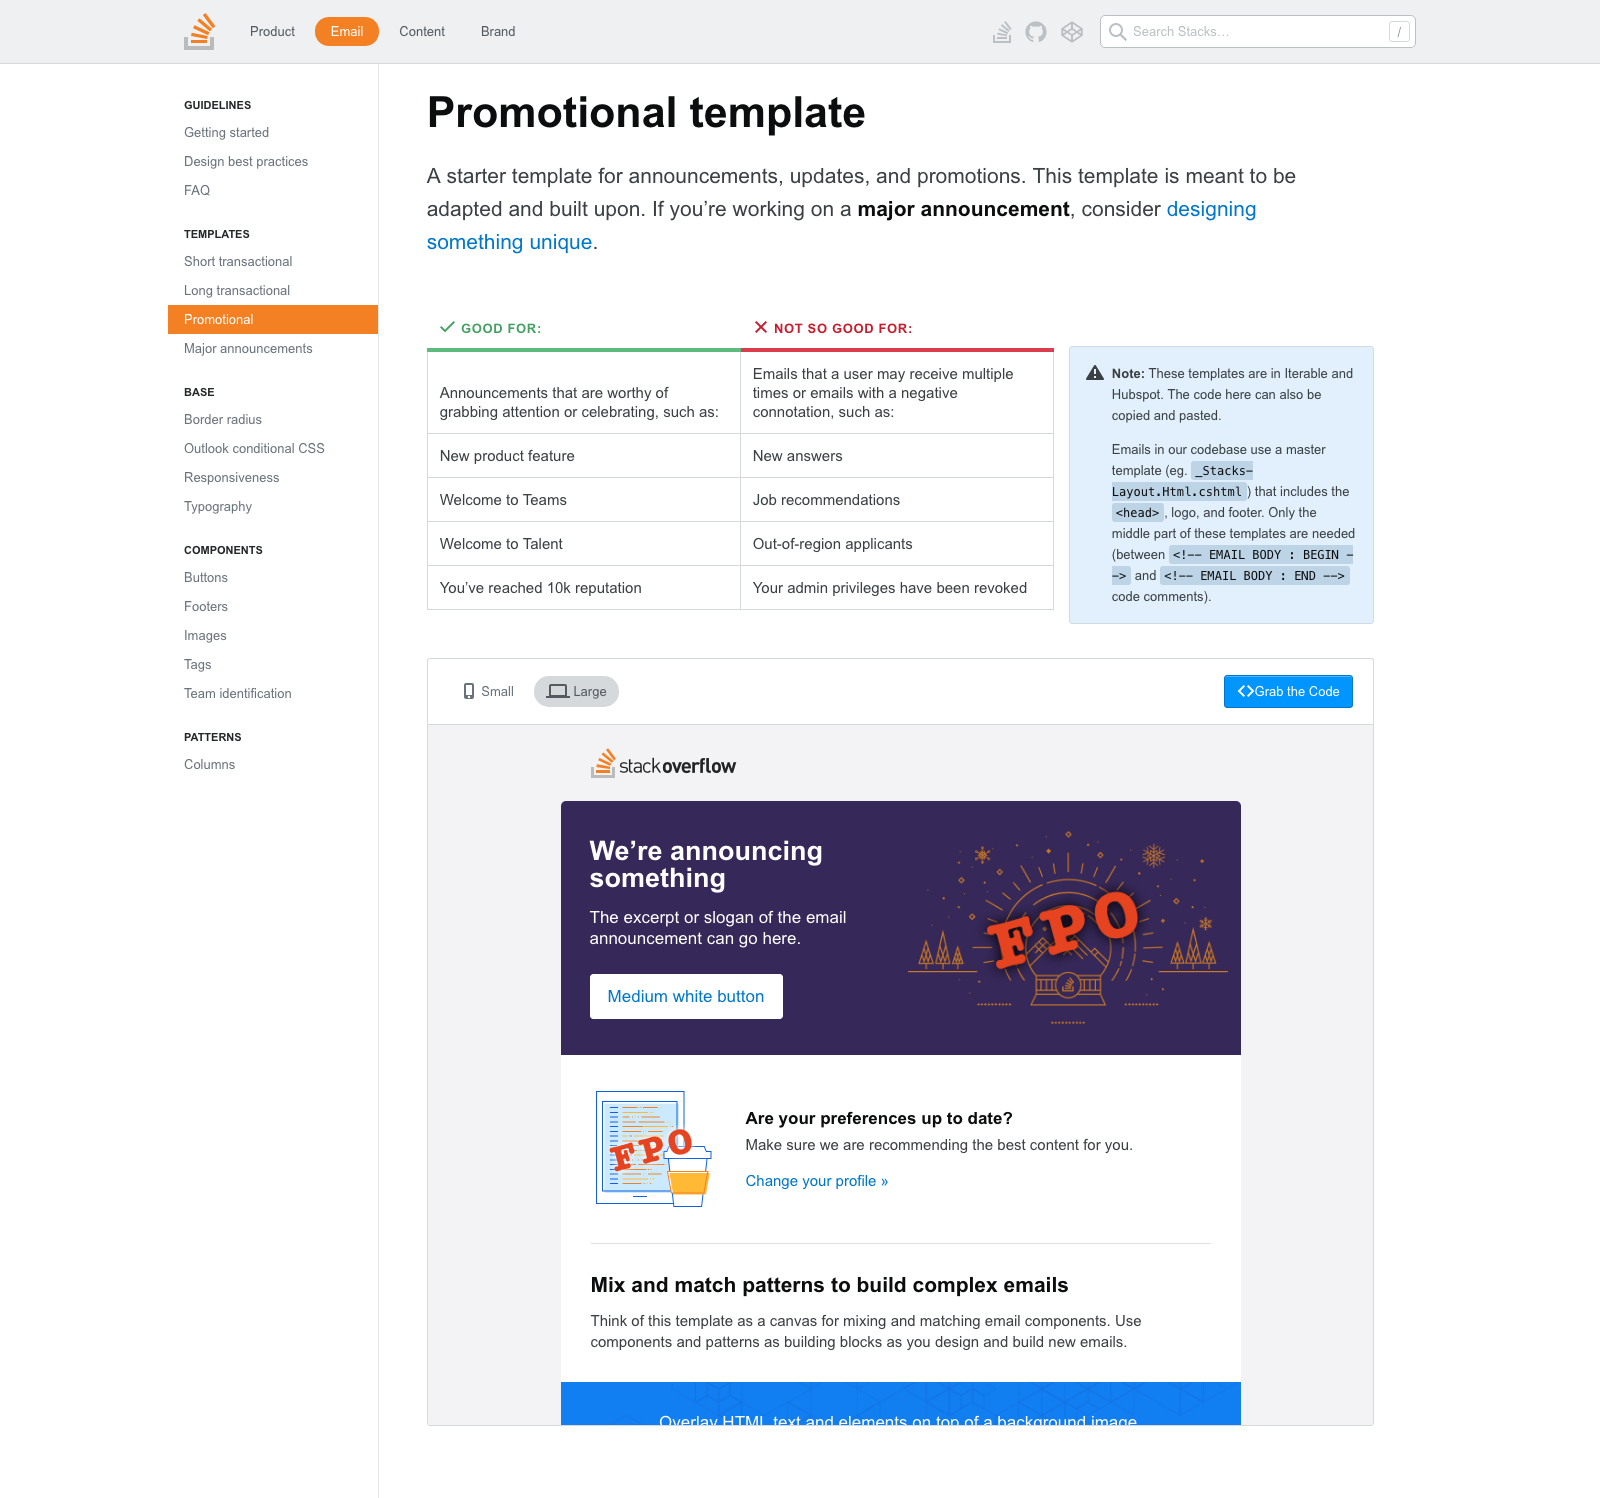 Product Email Content Brand
Search Stacks... /
GUIDELINES
Getting started
Design best practices
FAQ
TEMPLATES
Short transactional
Long transactional
Promotional
Major announcements
BASE
Border radius
Outlook conditional CSS
Responsiveness
Typography
COMPONENTS
Buttons
Footers
Images
Tags
Team identification
PATTERNS
Columns
Promotional template
A starter template for announcements, updates, and promotions. This template is meant to be
adapted and built upon. If you’re working on a major announcement, consider designing
something unique.
GOOD FOR: NOT SO GOOD FOR:
Announcements that are worthy of
grabbing attention or celebrating, such as:
Emails that a user may receive multiple
times or emails with a negative
connotation, such as:
New product feature New answers
Welcome to Teams Job recommendations
Welcome to Talent Out-of-region applicants
You’ve reached 10k reputation Your admin privileges have been revoked
Note: These templates are in Iterable and
Hubspot. The code here can also be
copied and pasted.
Emails in our codebase use a master
template (eg. _Stacks-
Layout.Html.cshtml) that includes the
<head>, logo, and footer. Only the
middle part of these templates are needed
(between <!-- EMAIL BODY : BEGIN -
-> and <!-- EMAIL BODY : END -->
code comments).
Small Large
Grab the Code
stackoverflow
We’re announcing
something
The excerpt or slogan of the email
announcement can go here.
Medium white button
FPO
FPO
Are your preferences up to date?
Make sure we are recommending the best content for you.
Change your profile »
Mix and match patterns to build complex emails
Think of this template as a canvas for mixing and matching email components. Use
components and patterns as building blocks as you design and build new emails.
Overlay HTML text and elements on top of a background image